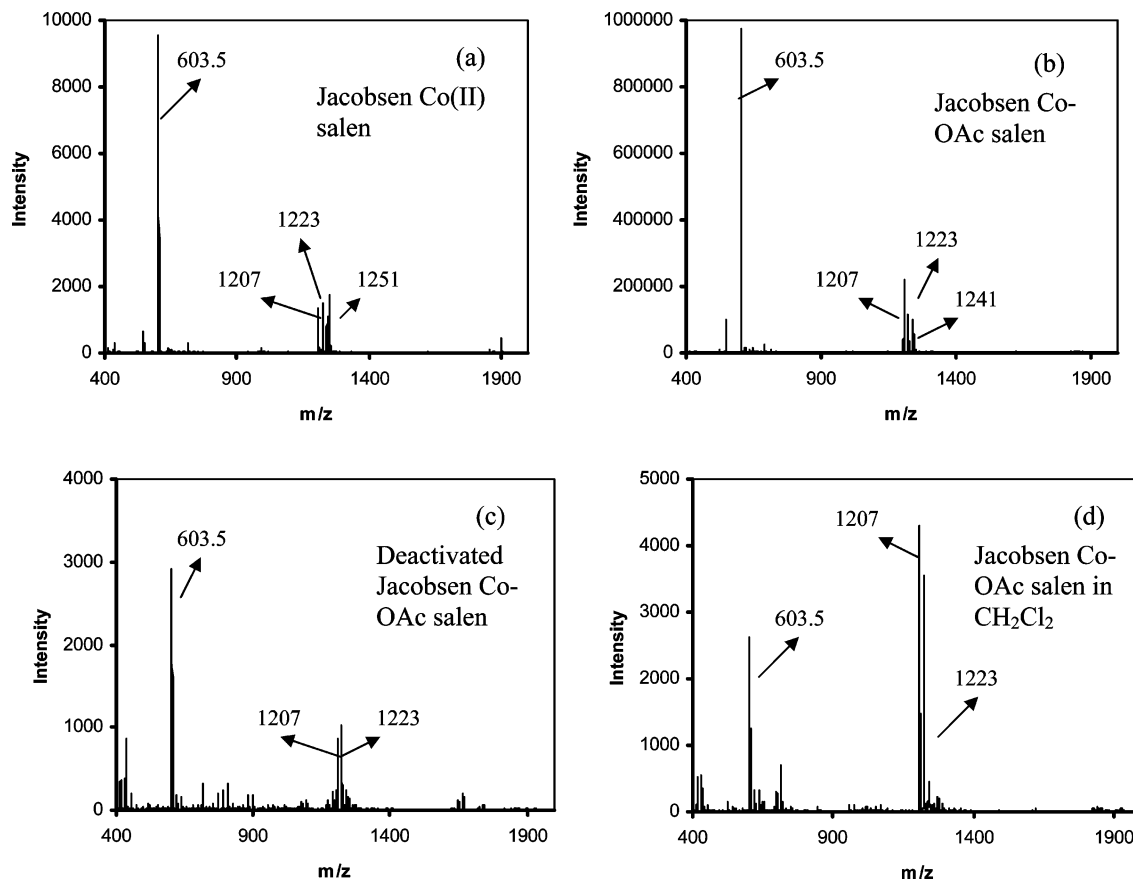 10000
8000
6000
4000
2000
0
Intensity
400
900
1400
1900
m/z
603.5
(a)
Jacobsen Co(II)
salen
1223
1207
1251
1000000
800000
600000
400000
200000
0
Intensity
400
900
1400
1900
m/z
603.5
(b)
Jacobsen Co-
OAc salen
1223
1207
1241
4000
3000
2000
1000
0
Intensity
400
900
1400
1900
m/z
603.5
(c)
Deactivated
Jacobsen Co-
OAc salen
1207
1223
5000
4000
3000
2000
1000
0
Intensity
400
900
1400
1900
m/z
1207
(d)
Jacobsen Co-
OAc salen in
CH₂Cl₂
603.5
1223